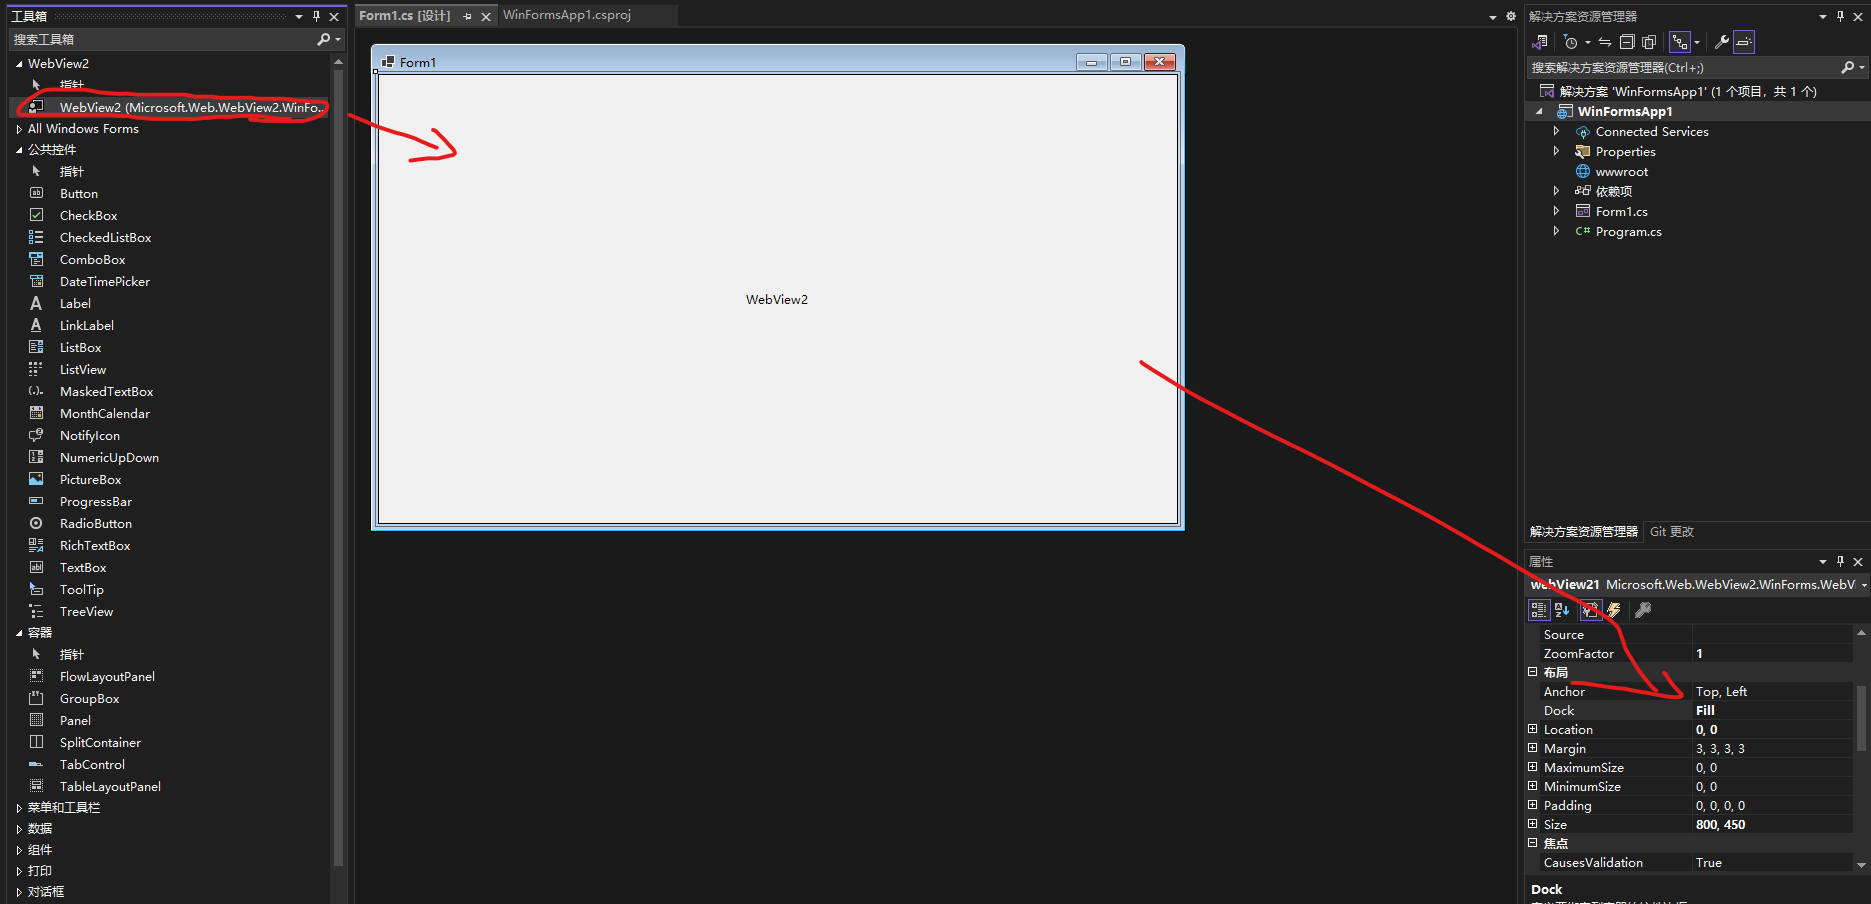 工具箱
搜索工具箱
WebView2
指针
WebView2 (Microsoft.Web.WebView2.WinFo...
All Windows Forms
公共控件
指针
Button
CheckBox
CheckedListBox
ComboBox
DateTimePicker
Label
LinkLabel
ListBox
ListView
MaskedTextBox
MonthCalendar
NotifyIcon
NumericUpDown
PictureBox
ProgressBar
RadioButton
RichTextBox
TextBox
ToolTip
TreeView
容器
指针
FlowLayoutPanel
GroupBox
Panel
SplitContainer
TabControl
TableLayoutPanel
菜单和工具栏
数据
组件
打印
对话框
Form1.cs [设计]
WinFormsApp1.csproj
Form1
WebView2
解决方案资源管理器
搜索解决方案资源管理器(Ctrl+;)
解决方案 'WinFormsApp1' (1 个项目，共 1 个)
WinFormsApp1
Connected Services
Properties
wwwroot
依赖项
Form1.cs
C# Program.cs
解决方案资源管理器 Git 更改
属性
webView21 Microsoft.Web.WebView2.WinForms.WebVi
Source
ZoomFactor 1
布局
Anchor Top, Left
Dock Fill
Location 0, 0
Margin 3, 3, 3, 3
MaximumSize 0, 0
MinimumSize 0, 0
Padding 0, 0, 0, 0
Size 800, 450
焦点
CausesValidation True
Dock